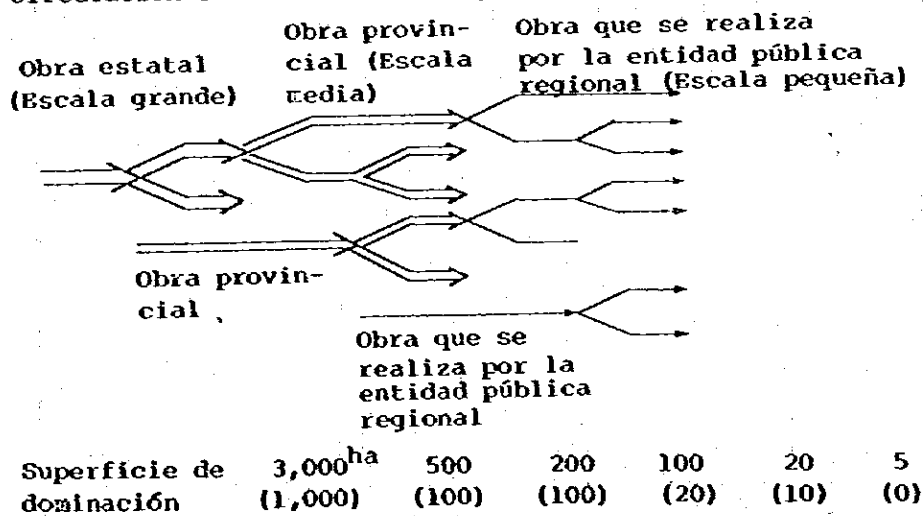 Obra estatal
(Escala grande)
Obra provin-
cial (Escala
media)
Obra que se realiza
por la entidad pública
regional (Escala pequeña)
Obra provin-
cial
Obra que se
realiza por la
entidad pública
regional
Superficie de 3,000ha 500 200 100 20 5
dominación (1,000) (100) (100) (20) (10) (0)